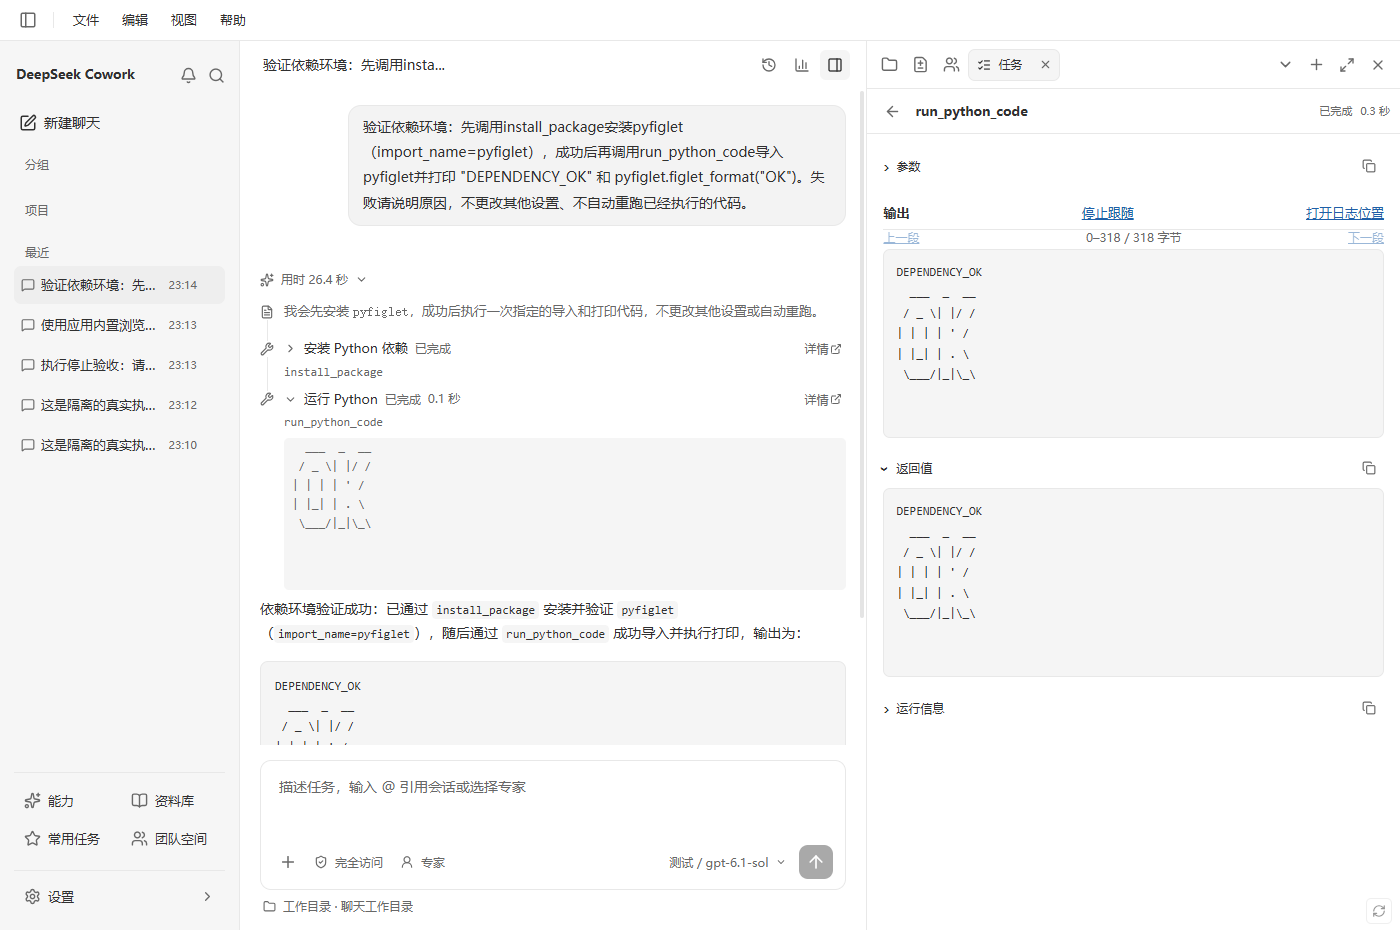 文件 编辑 视图 帮助
DeepSeek Cowork
新建聊天
分组
项目
最近
验证依赖环境：先... 23:14
使用应用内置浏览... 23:13
执行停止验收：请... 23:13
这是隔离的真实执... 23:12
这是隔离的真实执... 23:10
能力 资料库
常用任务 团队空间
设置
验证依赖环境：先调用insta...
验证依赖环境：先调用install_package安装pyfiglet
（import_name=pyfiglet），成功后再调用run_python_code导入
pyfiglet并打印 "DEPENDENCY_OK" 和 pyfiglet.figlet_format("OK")。失
败请说明原因，不更改其他设置、不自动重跑已经执行的代码。
用时 26.4 秒
我会先安装 pyfiglet，成功后执行一次指定的导入和打印代码，不更改其他设置或自动重跑。
安装 Python 依赖 已完成 详情
install_package
运行 Python 已完成 0.1 秒 详情
run_python_code
  ___  _  __
 / _ \| |/ /
| | | | ' /
| |_| | . \
 \___/|_|\_\
依赖环境验证成功：已通过 install_package 安装并验证 pyfiglet
（import_name=pyfiglet），随后通过 run_python_code 成功导入并执行打印，输出为：
DEPENDENCY_OK
  ___  _  __
 / _ \| |/ /
描述任务，输入 @ 引用会话或选择专家
完全访问 专家 测试 / gpt-6.1-sol
工作目录 · 聊天工作目录
任务
run_python_code 已完成 0.3 秒
参数
输出 停止跟随 打开日志位置
上一段 0–318 / 318 字节 下一段
DEPENDENCY_OK
  ___  _  __
 / _ \| |/ /
| | | | ' /
| |_| | . \
 \___/|_|\_\
返回值
DEPENDENCY_OK
  ___  _  __
 / _ \| |/ /
| | | | ' /
| |_| | . \
 \___/|_|\_\
运行信息